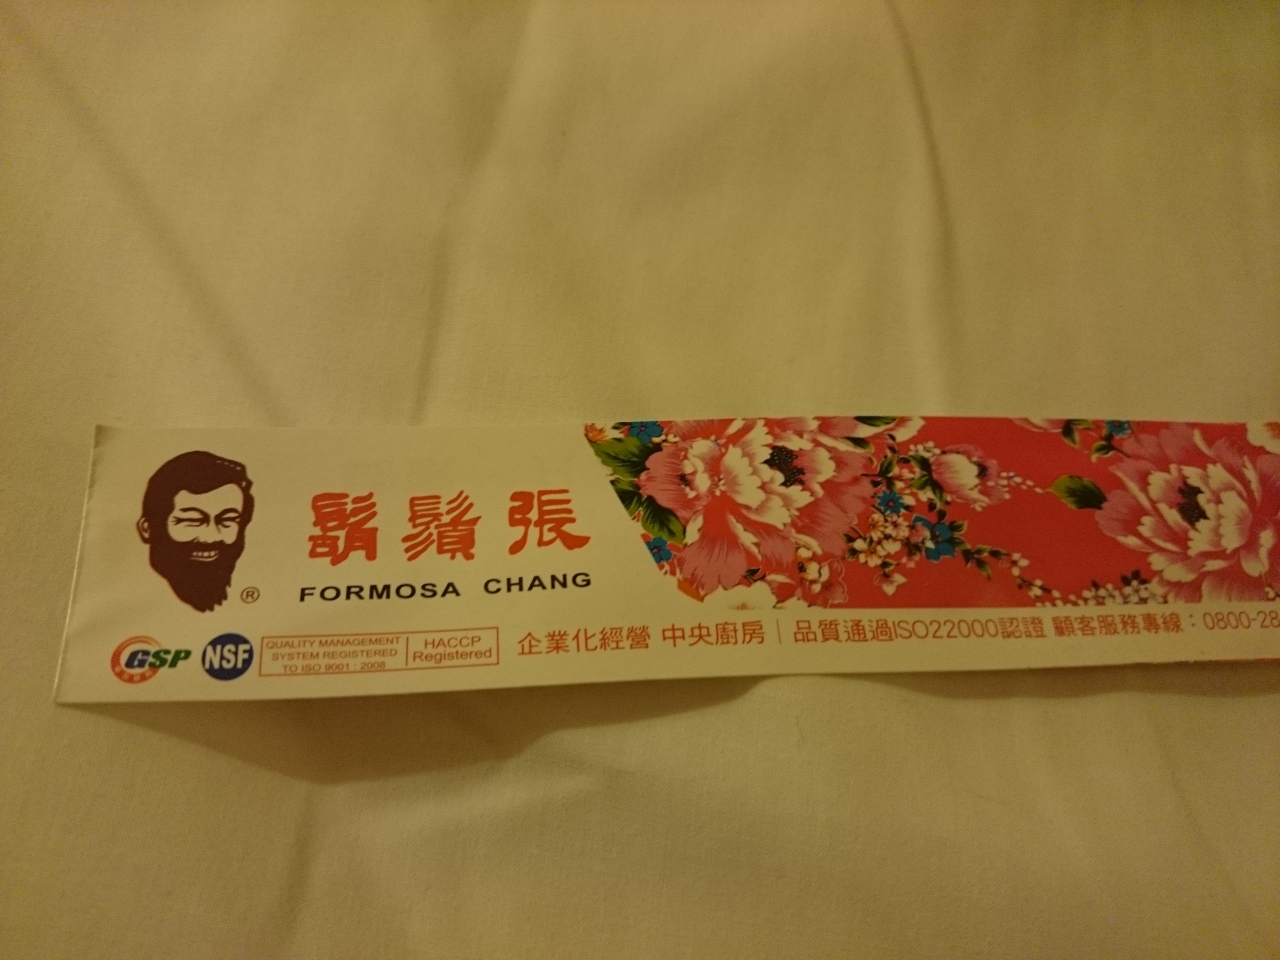 鬍鬚張
FORMOSA CHANG
®
GSP
NSF
QUALITY MANAGEMENT
SYSTEM REGISTERED
TO ISO 9001 : 2008
HACCP
Registered
企業化經營 中央廚房｜品質通過ISO22000認證 顧客服務專線：0800-28